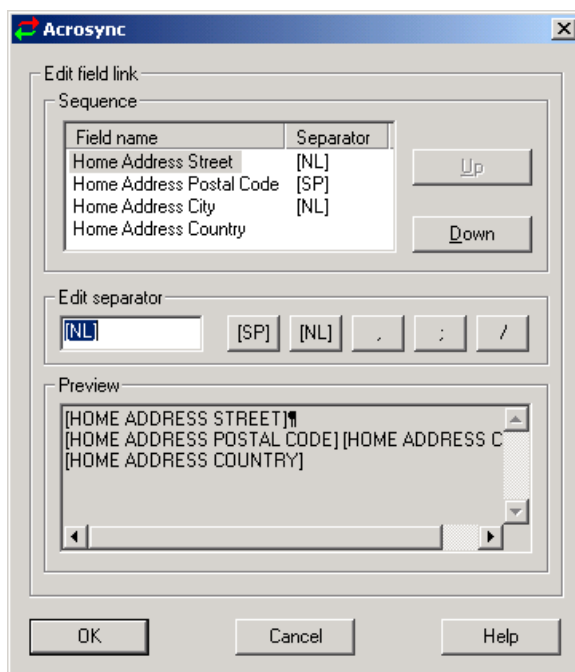 Acrosync
Edit field link
Sequence
Field name Separator
Home Address Street [NL]
Home Address Postal Code [SP]
Home Address City [NL]
Home Address Country
Up
Down
Edit separator
[NL] [SP] [NL] , ; /
Preview
[HOME ADDRESS STREET]¶
[HOME ADDRESS POSTAL CODE] [HOME ADDRESS C
[HOME ADDRESS COUNTRY]
OK Cancel Help